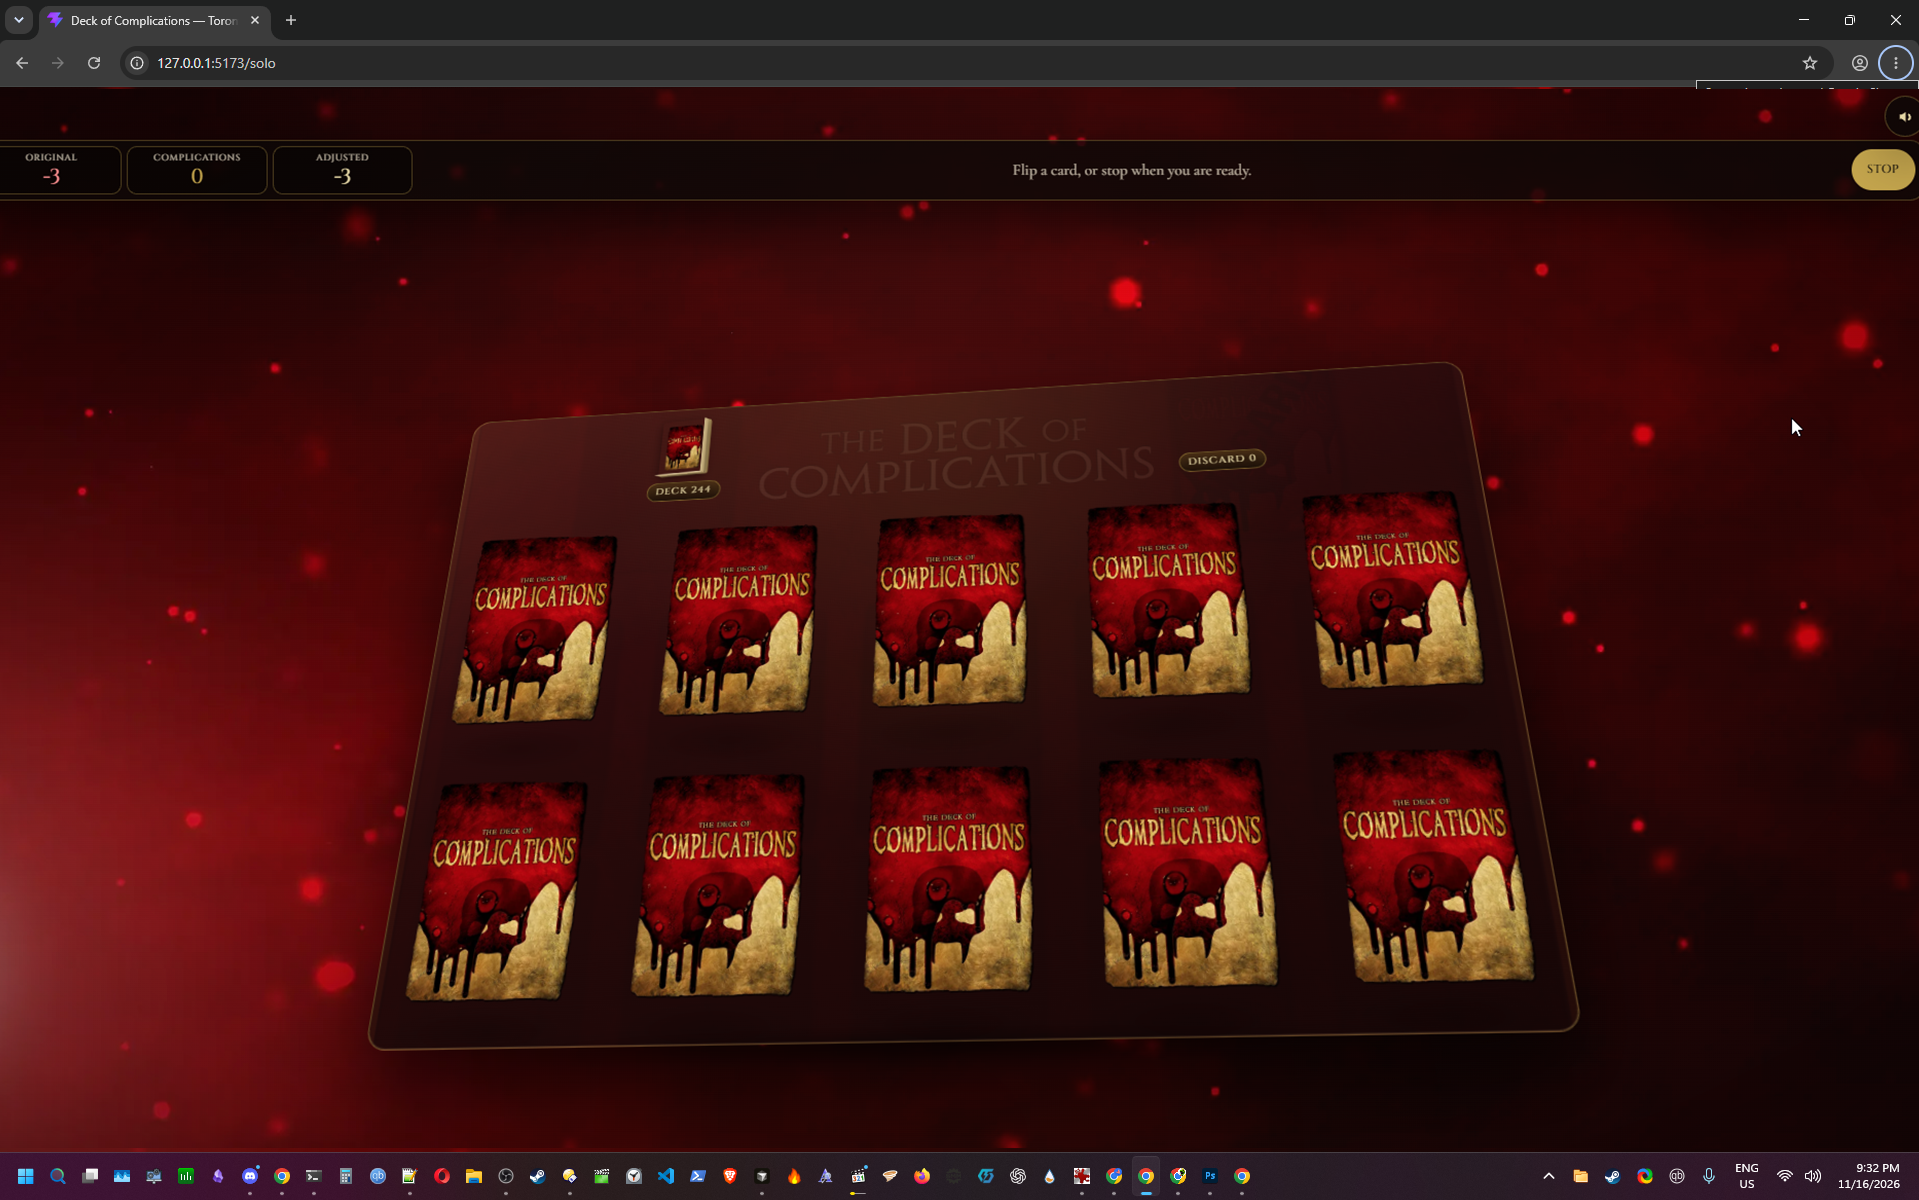 Deck of Complications — Toron
127.0.0.1:5173/solo
ORIGINAL
-3
COMPLICATIONS
0
ADJUSTED
-3
Flip a card, or stop when you are ready.
STOP
THE DECK OF
COMPLICATIONS
DECK 244
DISCARD 0
THE DECK OF
COMPLICATIONS
THE DECK OF
COMPLICATIONS
THE DECK OF
COMPLICATIONS
THE DECK OF
COMPLICATIONS
THE DECK OF
COMPLICATIONS
THE DECK OF
COMPLICATIONS
THE DECK OF
COMPLICATIONS
THE DECK OF
COMPLICATIONS
THE DECK OF
COMPLICATIONS
THE DECK OF
COMPLICATIONS
ENG
US
9:32 PM
11/16/2026